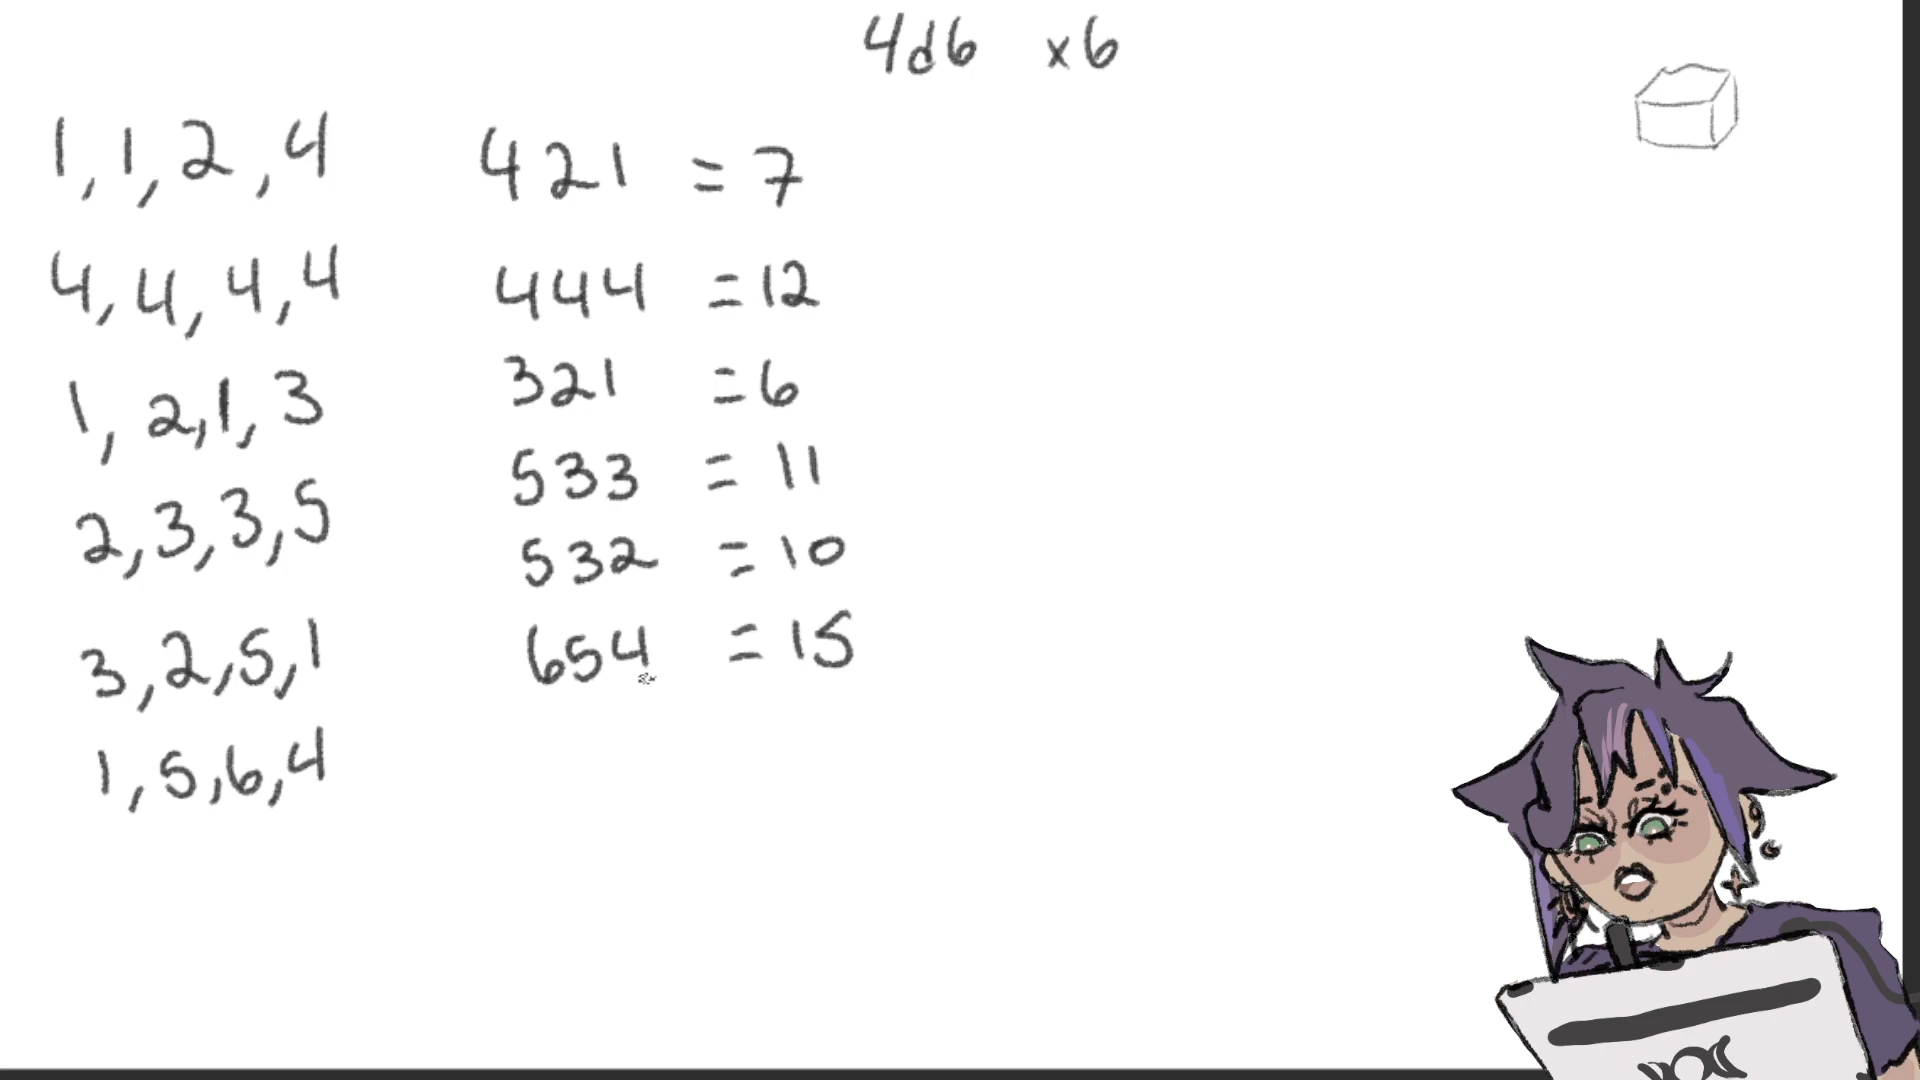 4d6 x6
1, 1, 2, 4 421 = 7
4, 4, 4, 4 444 = 12
1, 2, 1, 3 321 = 6
2, 3, 3, 5 533 = 11
3, 2, 5, 1 532 = 10
1, 5, 6, 4 654 = 15